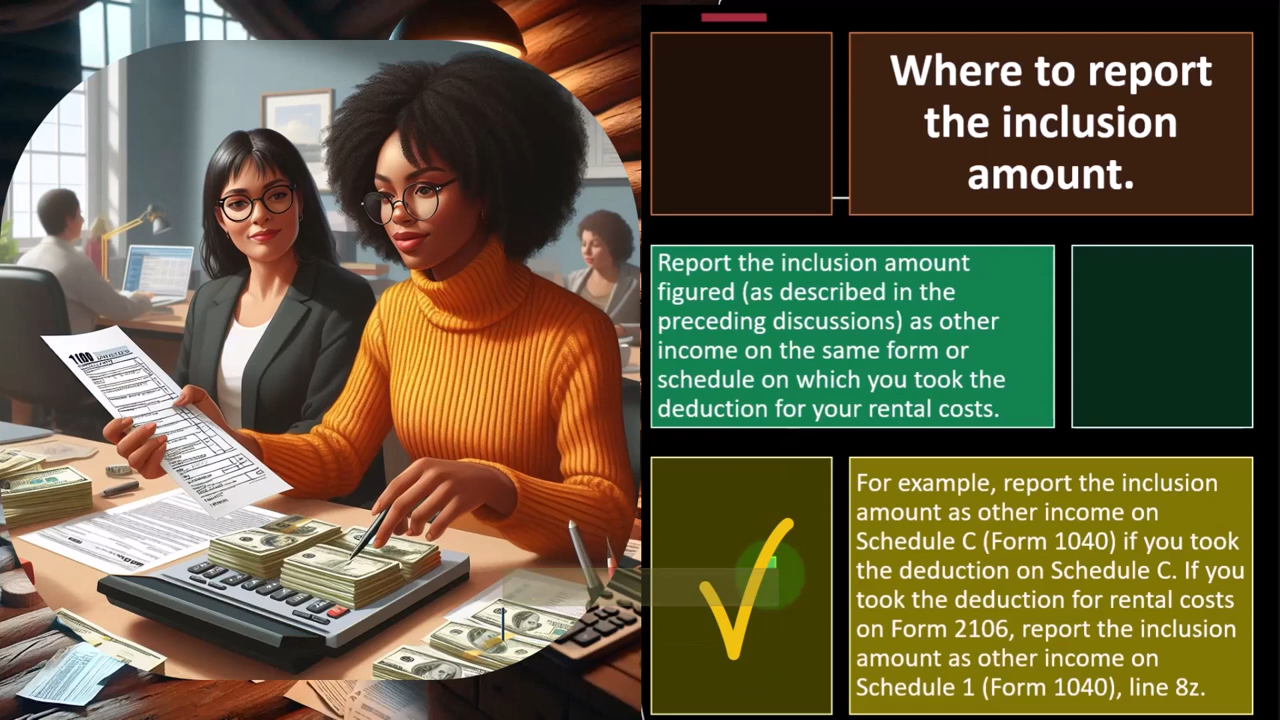 Where to report
the inclusion
amount.
Report the inclusion amount
figured (as described in the
preceding discussions) as other
income on the same form or
schedule on which you took the
deduction for your rental costs.
For example, report the inclusion
amount as other income on
Schedule C (Form 1040) if you took
the deduction on Schedule C. If you
took the deduction for rental costs
on Form 2106, report the inclusion
amount as other income on
Schedule 1 (Form 1040), line 8z.